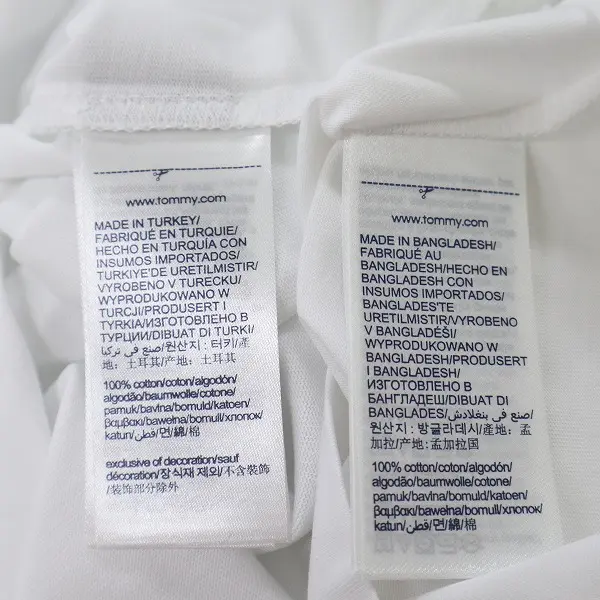 www.tommy.com
MADE IN TURKEY/
FABRIQUÉ EN TURQUIE/
HECHO EN TURQUÍA CON
INSUMOS IMPORTADOS/
TURKIYE'DE URETILMISTIR/
VYROBENO V TURECKU/
WYPRODUKOWANO W
TURCJI/PRODUSERT I
TYRKIA/ИЗГОТОВЛЕНО В
ТУРЦИИ/DIBUAT DI TURKI/
صنع في تركيا/원산지 : 터키/產
地：土耳其/产地：土耳其
100% cotton/coton/algodón/
algodão/baumwolle/cotone/
pamuk/bavlna/bomuld/katoen/
βαμβακι/bawełna/bomull/хлопок/
katun/قطن/면/綿/棉
exclusive of decoration/sauf
décoration/장식재 제외/不含裝飾
/装饰部分除外
www.tommy.com
MADE IN BANGLADESH/
FABRIQUÉ AU
BANGLADESH/HECHO EN
BANGLADESH CON
INSUMOS IMPORTADOS/
BANGLADES'TE
URETILMISTIR/VYROBENO
V BANGLADÉŠI/
WYPRODUKOWANO W
BANGLADESZ/PRODUSERT
I BANGLADESH/
ИЗГОТОВЛЕНО В
БАНГЛАДЕШ/DIBUAT DI
BANGLADES/صنع في بنغلادش/
원산지 : 방글라데시/產地：孟
加拉/产地:孟加拉国
100% cotton/coton/algodón/
algodão/baumwolle/cotone/
pamuk/bavlna/bomuld/katoen/
βαμβακι/bawełna/bomull/хлопок/
katun/قطن/면/綿/棉